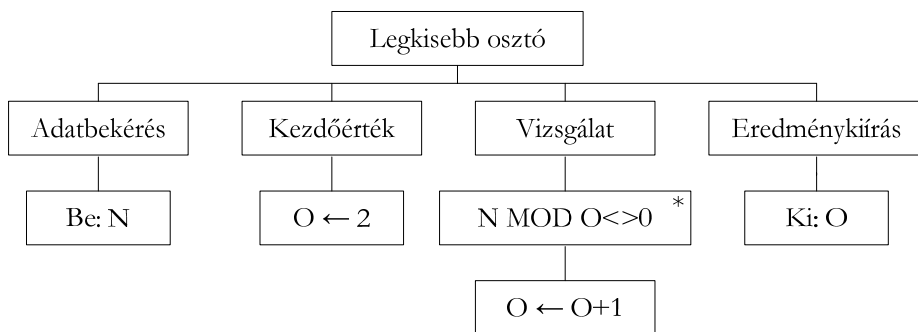 Legkisebb osztó
Adatbekérés
Kezdőérték
Vizsgálat
Eredménykiírás
Be: N
O ← 2
N MOD O<>0 *
Ki: O
O ← O+1